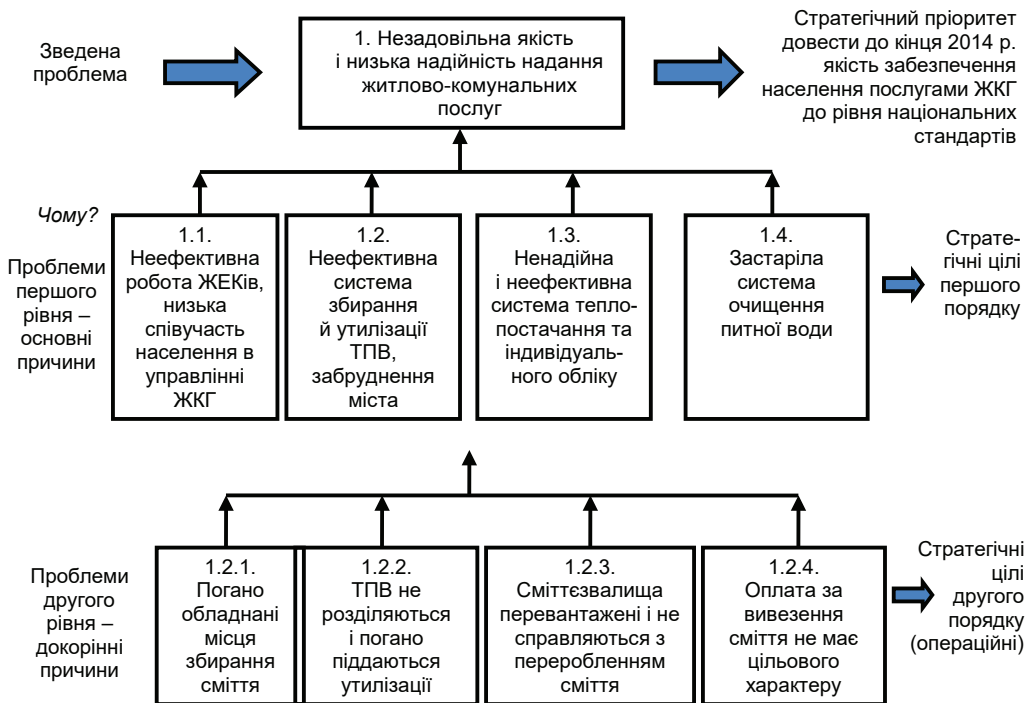 Зведена
проблема
1. Незадовільна якість
і низька надійність надання
житлово-комунальних
послуг
Стратегічний пріоритет
довести до кінця 2014 р.
якість забезпечення
населення послугами ЖКГ
до рівня національних
стандартів
Чому?
Проблеми
першого
рівня –
основні
причини
1.1.
Неефективна
робота ЖЕКів,
низька
співучасть
населення в
управлінні
ЖКГ
1.2.
Неефективна
система
збирання
й утилізації
ТПВ,
забруднення
міста
1.3.
Ненадійна
і неефективна
система тепло-
постачання та
індивідуаль-
ного обліку
1.4.
Застаріла
система
очищення
питної води
Страте-
гічні цілі
першого
порядку
Проблеми
другого
рівня –
докорінні
причини
1.2.1.
Погано
обладнані
місця
збирання
сміття
1.2.2.
ТПВ не
розділяються
і погано
піддаються
утилізації
1.2.3.
Сміттєзвалища
перевантажені і не
справляються з
переробленням
сміття
1.2.4.
Оплата за
вивезення
сміття не має
цільового
характеру
Стратегічні
цілі
другого
порядку
(операційні)